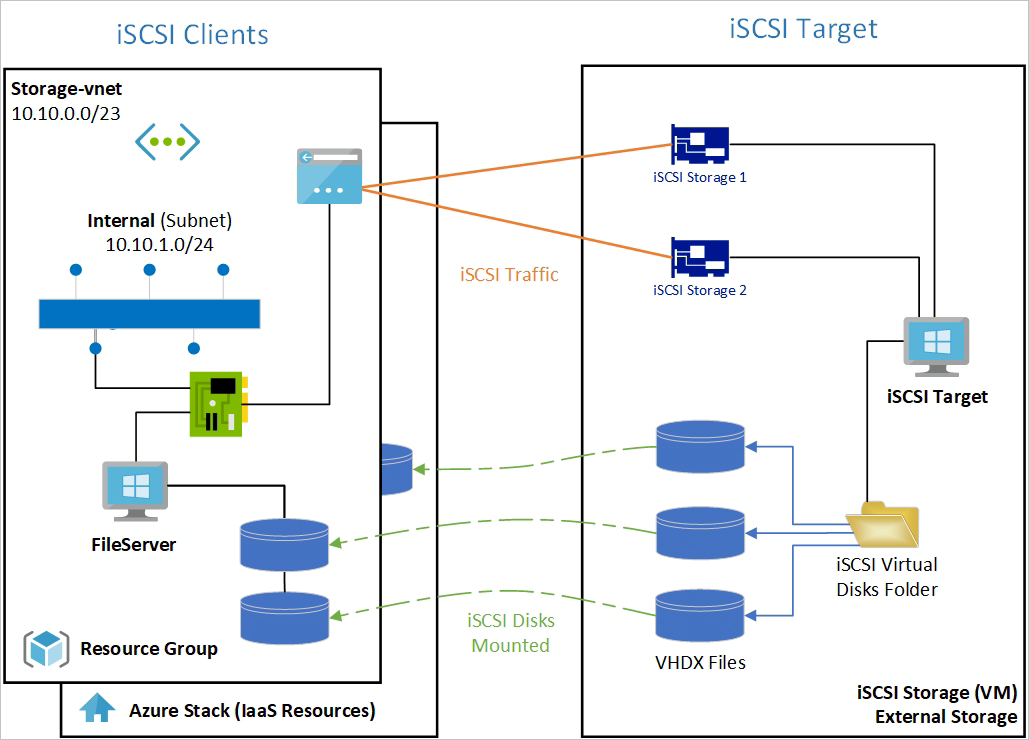 iSCSI Clients
iSCSI Target
Storage-vnet
10.10.0.0/23
Internal (Subnet)
10.10.1.0/24
iSCSI Storage 1
iSCSI Traffic
iSCSI Storage 2
iSCSI Target
FileServer
iSCSI Virtual
Disks Folder
iSCSI Disks
Mounted
VHDX Files
Resource Group
Azure Stack (IaaS Resources)
iSCSI Storage (VM)
External Storage